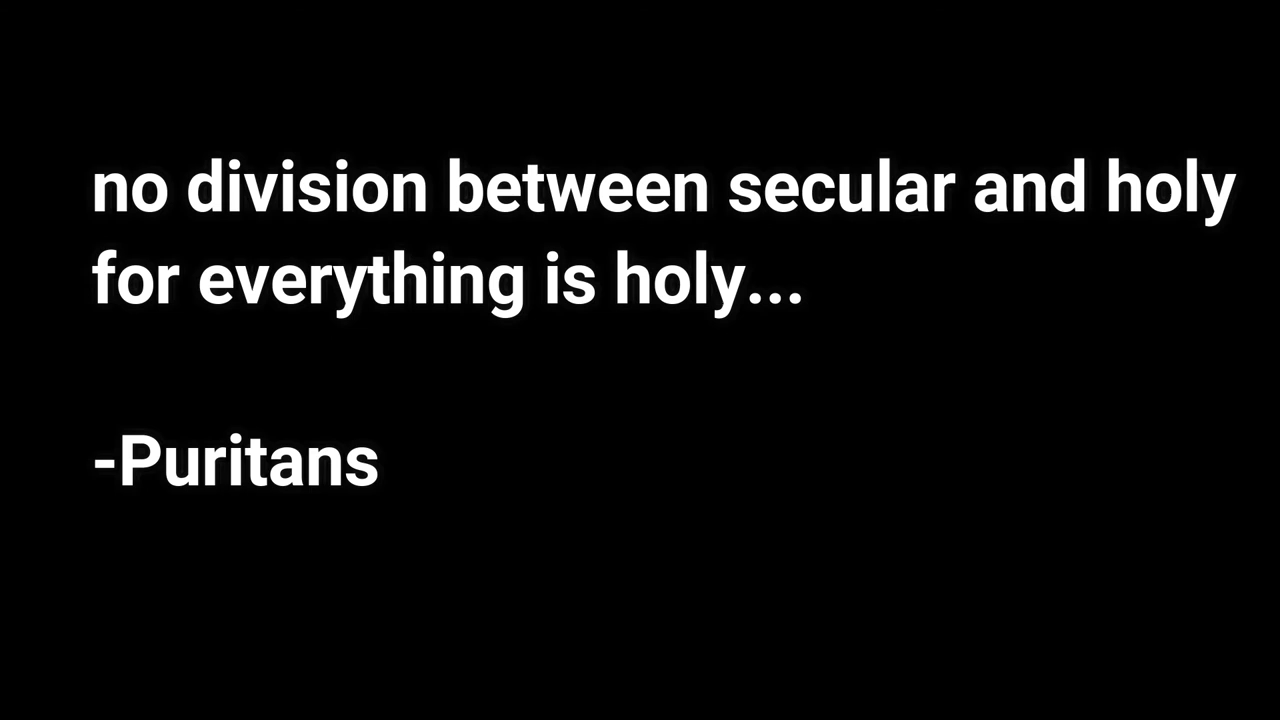 no division between secular and holy
for everything is holy...
-Puritans